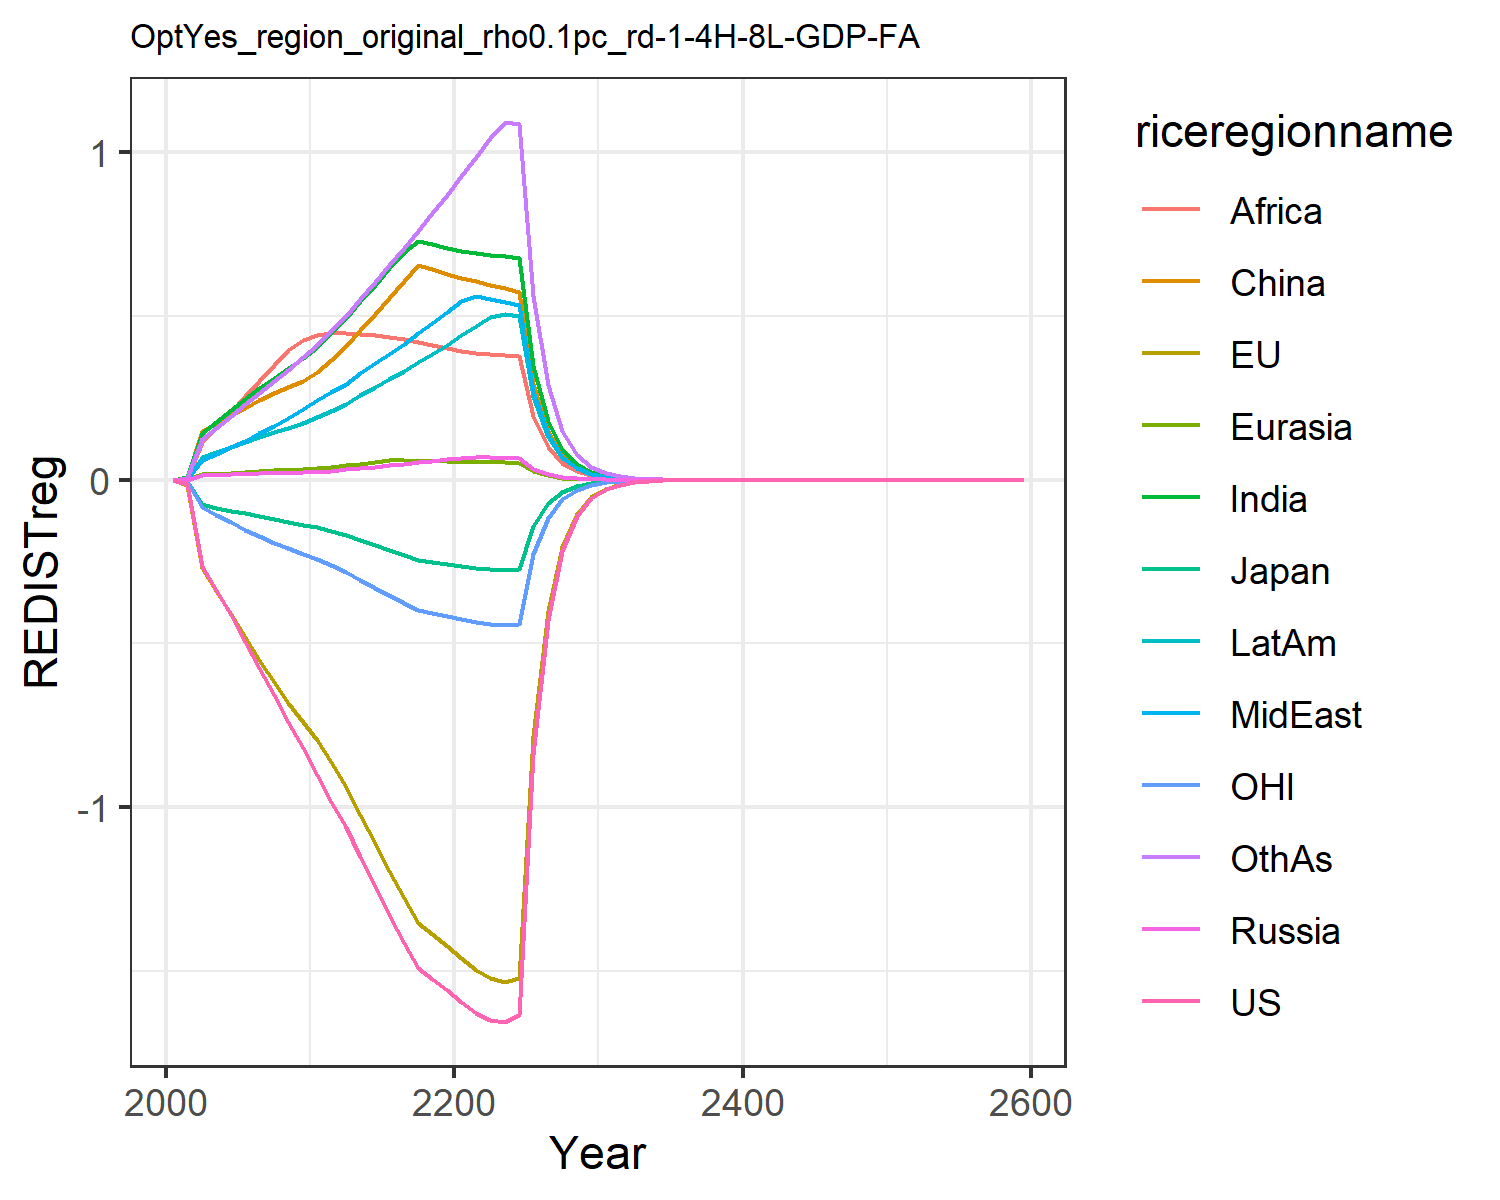 OptYes_region_original_rho0.1pc_rd-1-4H-8L-GDP-FA
REDISTreg
1
0
-1
2000
2200
2400
2600
Year
riceregionname
Africa
China
EU
Eurasia
India
Japan
LatAm
MidEast
OHI
OthAs
Russia
US